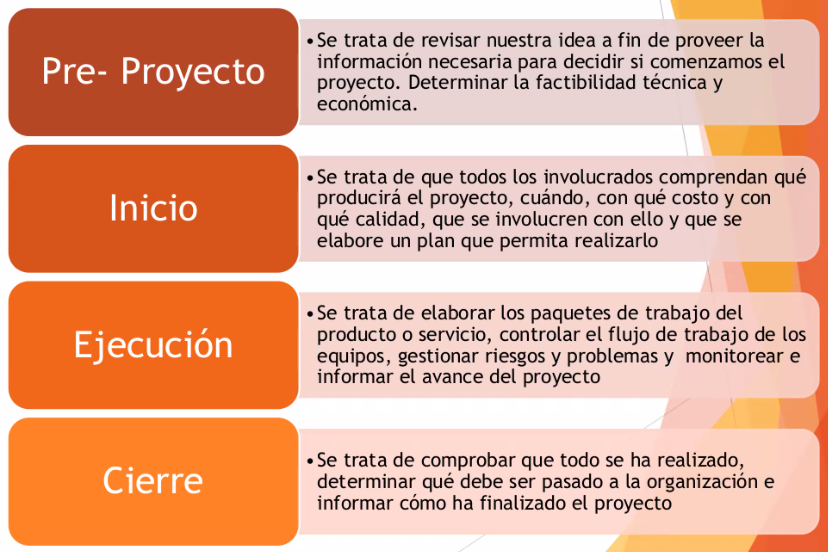 Pre- Proyecto
•Se trata de revisar nuestra idea a fin de proveer la
información necesaria para decidir si comenzamos el
proyecto. Determinar la factibilidad técnica y
económica.
Inicio
•Se trata de que todos los involucrados comprendan qué
producirá el proyecto, cuándo, con qué costo y con
qué calidad, que se involucren con ello y que se
elabore un plan que permita realizarlo
Ejecución
•Se trata de elaborar los paquetes de trabajo del
producto o servicio, controlar el flujo de trabajo de los
equipos, gestionar riesgos y problemas y monitorear e
informar el avance del proyecto
Cierre
•Se trata de comprobar que todo se ha realizado,
determinar qué debe ser pasado a la organización e
informar cómo ha finalizado el proyecto